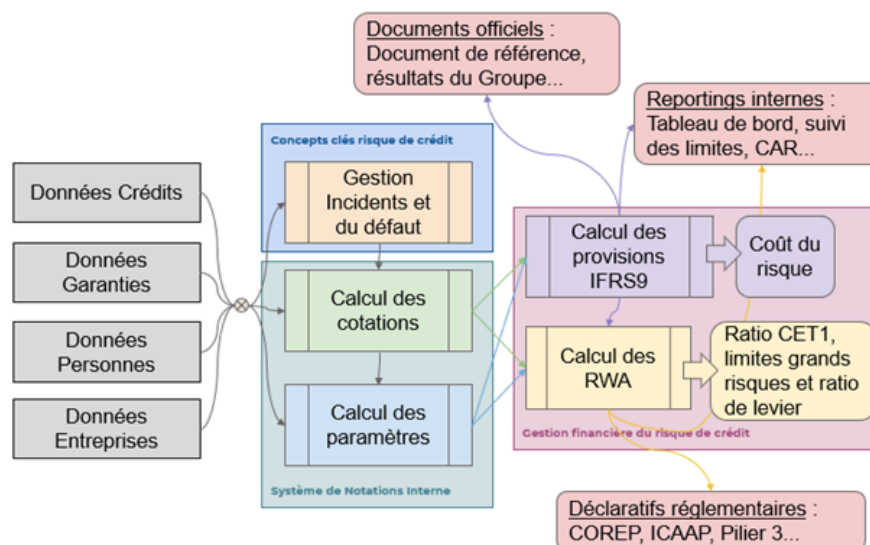 Documents officiels :
Document de référence,
résultats du Groupe...
Reportings internes :
Tableau de bord, suivi
des limites, CAR...
Concepts clés risque de crédit
Gestion
Incidents et
du défaut
Données Crédits
Données
Garanties
Données
Personnes
Données
Entreprises
Calcul des
cotations
Calcul des
paramètres
Système de Notations Interne
Calcul des
provisions
IFRS9
Coût du
risque
Calcul des
RWA
Ratio CET1,
limites grands
risques et ratio
de levier
Gestion financière du risque de crédit
Déclaratifs réglementaires :
COREP, ICAAP, Pilier 3...